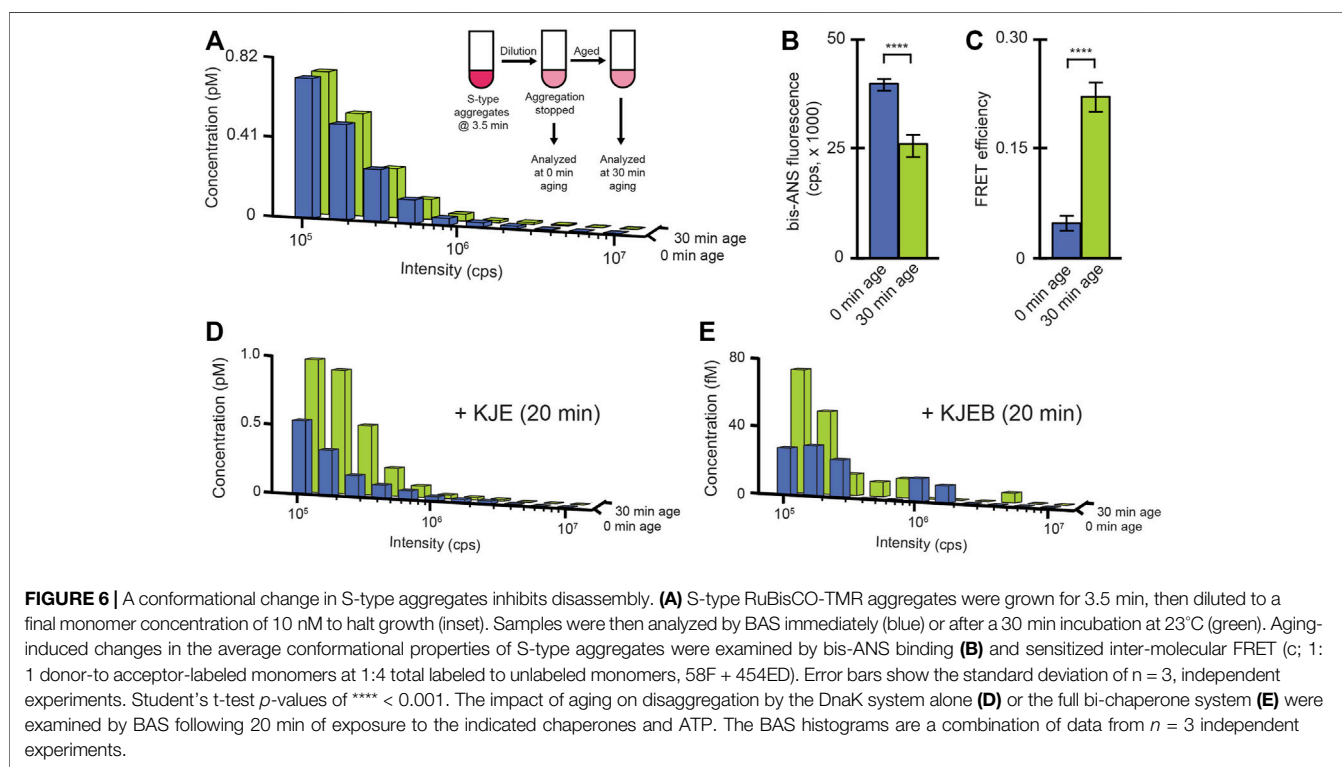 A
Concentration (pM)
0.82
0.41
0
10⁵
10⁶
10⁷
Intensity (cps)
30 min age
0 min age
Dilution
Aged
S-type
aggregates
@ 3.5 min
Aggregation
stopped
Analyzed
at 0 min
aging
Analyzed
at 30 min
aging
B
bis-ANS fluorescence
(cps, x 1000)
50
25
0
****
0 min age
30 min age
C
FRET efficiency
0.30
0.15
0
****
0 min age
30 min age
D
Concentration (pM)
1.0
0.5
0
+ KJE (20 min)
10⁵
10⁶
10⁷
Intensity (cps)
30 min age
0 min age
E
Concentration (fM)
80
40
0
+ KJEB (20 min)
10⁵
10⁶
10⁷
Intensity (cps)
30 min age
0 min age
FIGURE 6 | A conformational change in S-type aggregates inhibits disassembly. (A) S-type RuBisCO-TMR aggregates were grown for 3.5 min, then diluted to a
final monomer concentration of 10 nM to halt growth (inset). Samples were then analyzed by BAS immediately (blue) or after a 30 min incubation at 23°C (green). Aging-
induced changes in the average conformational properties of S-type aggregates were examined by bis-ANS binding (B) and sensitized inter-molecular FRET (c; 1:
1 donor-to acceptor-labeled monomers at 1:4 total labeled to unlabeled monomers, 58F + 454ED). Error bars show the standard deviation of n = 3, independent
experiments. Student's t-test p-values of **** < 0.001. The impact of aging on disaggregation by the DnaK system alone (D) or the full bi-chaperone system (E) were
examined by BAS following 20 min of exposure to the indicated chaperones and ATP. The BAS histograms are a combination of data from n = 3 independent
experiments.